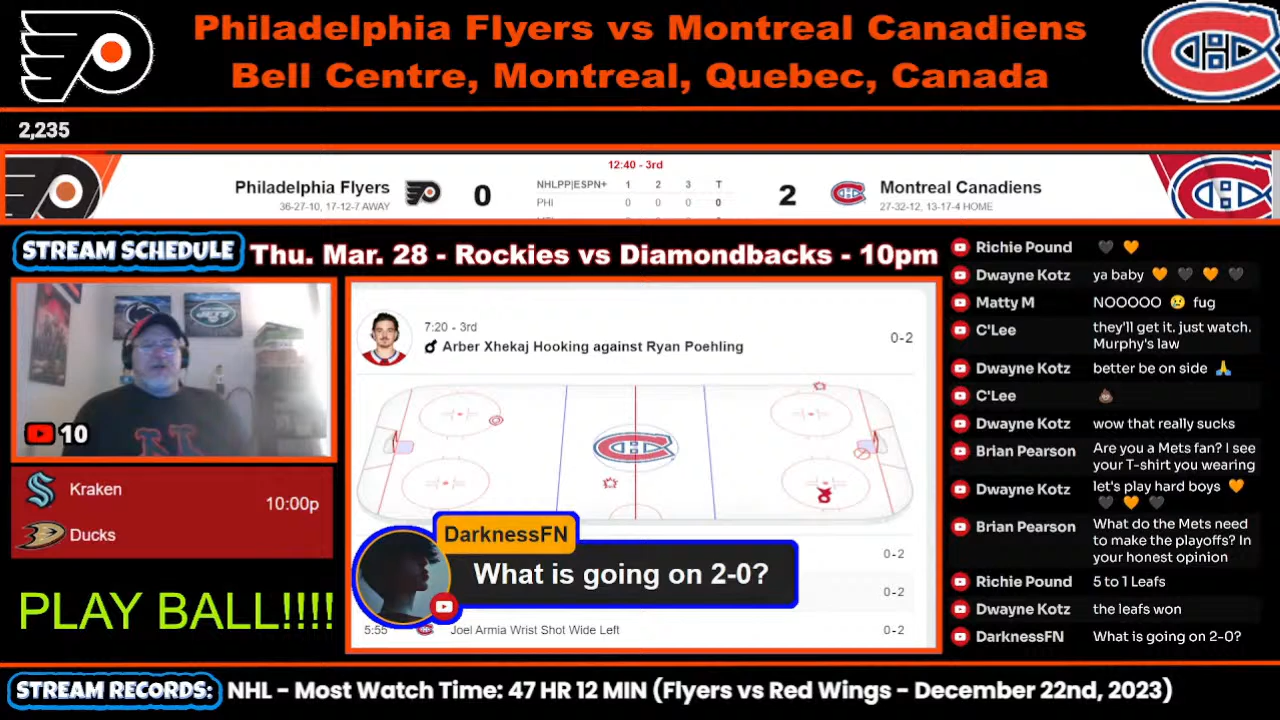 Philadelphia Flyers vs Montreal Canadiens
Bell Centre, Montreal, Quebec, Canada
2,235
12:40 - 3rd
Philadelphia Flyers
36-27-10, 17-12-7 AWAY
0
NHLPP|ESPN+ 1 2 3 T
PHI 0 0 0 0
2
Montreal Canadiens
27-32-12, 13-17-4 HOME
STREAM SCHEDULE
Thu. Mar. 28 - Rockies vs Diamondbacks - 10pm
JETS
10
Kraken
Ducks
10:00p
PLAY BALL!!!!
7:20 - 3rd
Arber Xhekaj Hooking against Ryan Poehling
0-2
0-2
0-2
DarknessFN
What is going on 2-0?
5:55 Joel Armia Wrist Shot Wide Left 0-2
Richie Pound 🖤 🧡
Dwayne Kotz ya baby 🧡 🖤 🧡 🖤
Matty M NOOOOO 😢 fug
C'Lee they'll get it. just watch.
Murphy's law
Dwayne Kotz better be on side 🙏
C'Lee 💩
Dwayne Kotz wow that really sucks
Brian Pearson Are you a Mets fan? I see
your T-shirt you wearing
Dwayne Kotz let's play hard boys 🧡
🖤 🧡 🖤
Brian Pearson What do the Mets need
to make the playoffs? In
your honest opinion
Richie Pound 5 to 1 Leafs
Dwayne Kotz the leafs won
DarknessFN What is going on 2-0?
STREAM RECORDS: NHL - Most Watch Time: 47 HR 12 MIN (Flyers vs Red Wings - December 22nd, 2023)